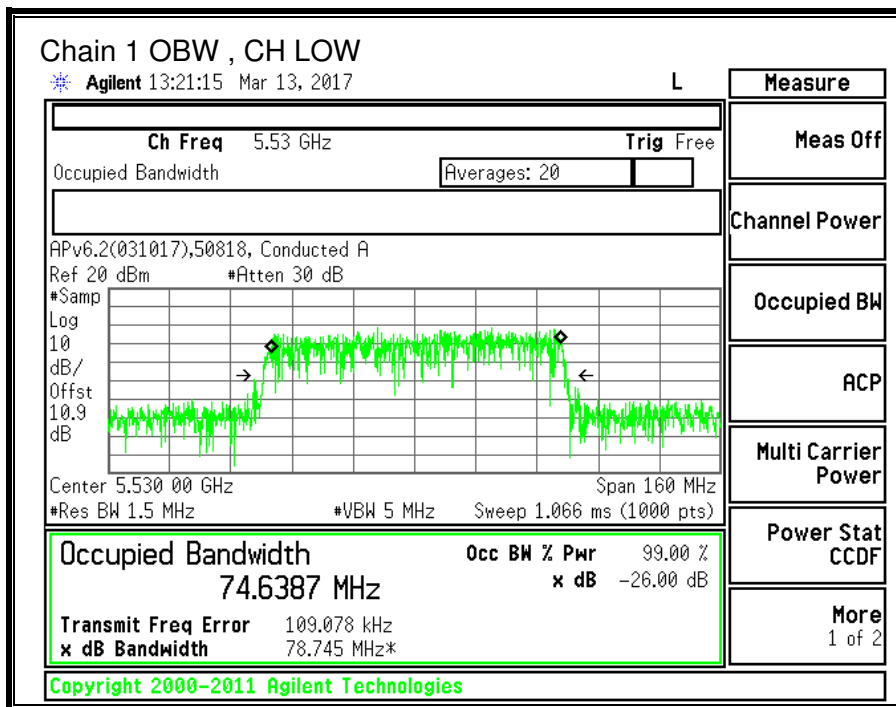 Chain 1 OBW , CH LOW
Agilent 13:21:15 Mar 13, 2017 L
Measure
Ch Freq 5.53 GHz Trig Free
Meas Off
Occupied Bandwidth Averages: 20
Channel Power
APv6.2(031017),50818, Conducted A
Ref 20 dBm #Atten 30 dB
#Samp
Log
10
dB/
Offst
10.9
dB
Occupied BW
ACP
Multi Carrier
Power
Center 5.530 00 GHz Span 160 MHz
#Res BW 1.5 MHz #VBW 5 MHz Sweep 1.066 ms (1000 pts)
Power Stat
CCDF
Occupied Bandwidth Occ BW % Pwr 99.00 %
74.6387 MHz x dB -26.00 dB
Transmit Freq Error 109.078 kHz
x dB Bandwidth 78.745 MHz*
More
1 of 2
Copyright 2000-2011 Agilent Technologies